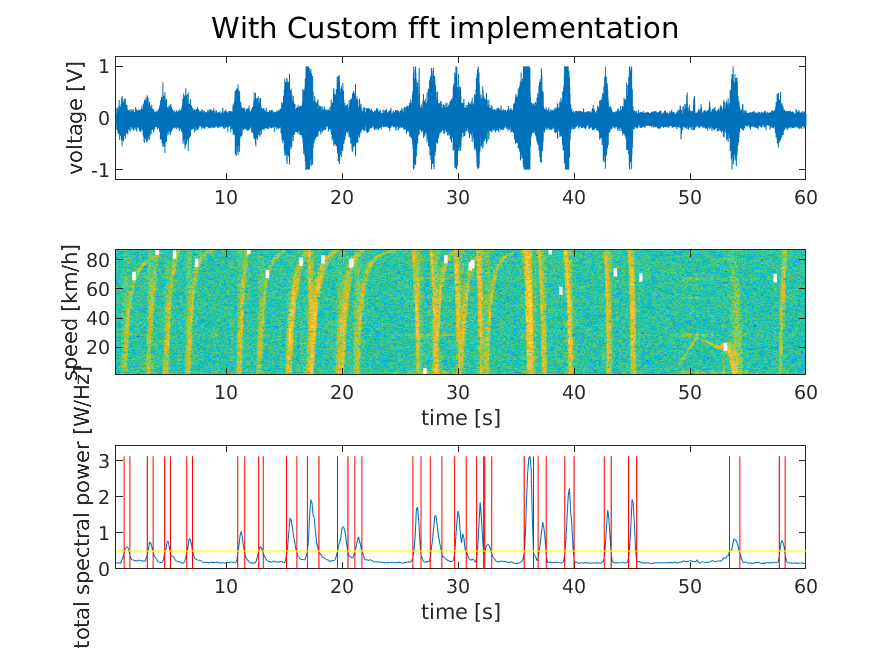 With Custom fft implementation
voltage [V]
1
0
-1
10 20 30 40 50 60
speed [km/h]
80
60
40
20
10 20 30 40 50 60
time [s]
total spectral power [W/Hz]
3
2
1
0
10 20 30 40 50 60
time [s]